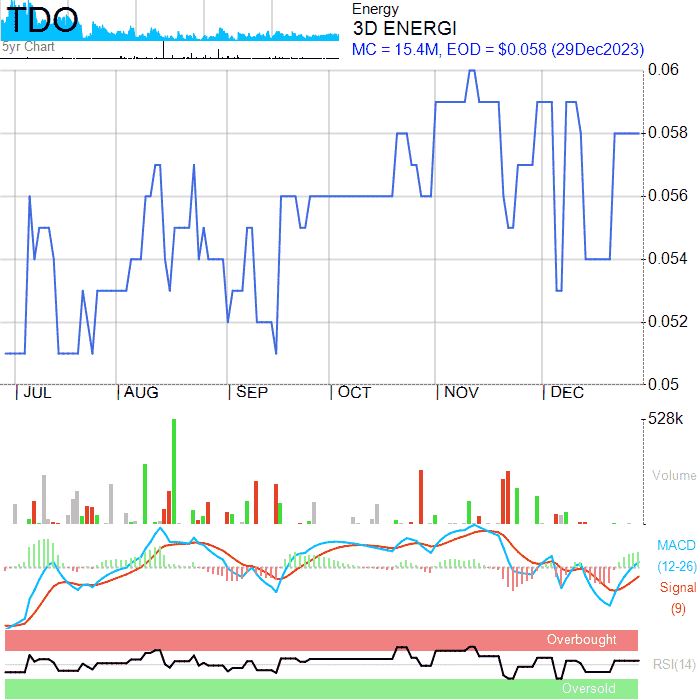 TDO
5yr Chart
Energy
3D ENERGI
MC = 15.4M, EOD = $0.058 (29Dec2023)
0.06
0.058
0.056
0.054
0.052
0.05
JUL AUG SEP OCT NOV DEC
528k
Volume
MACD
(12-26)
Signal
(9)
Overbought
RSI(14)
Oversold